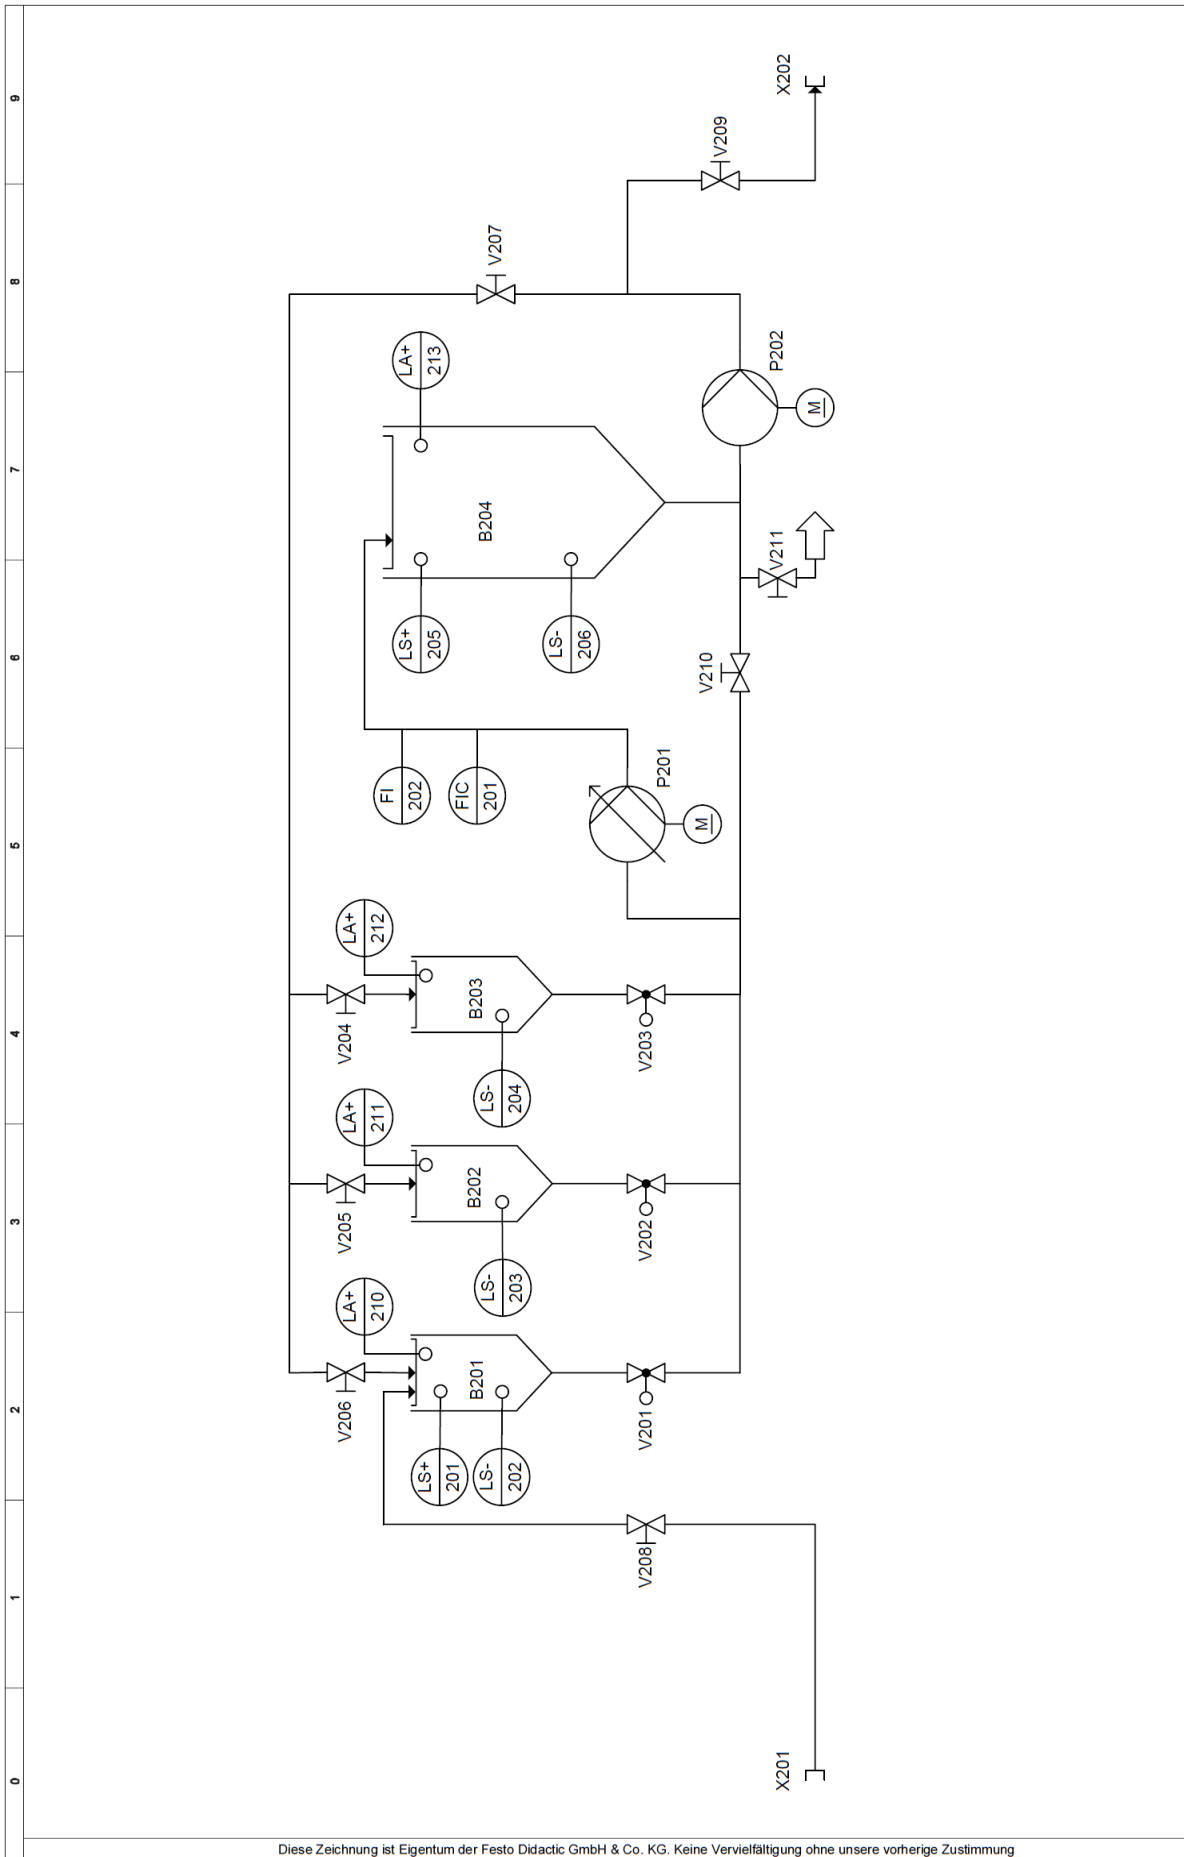 0
1
2
3
4
5
6
7
8
9
X201
V208
LS+
201
LS-
202
V206
LA+
210
B201
V201
LS-
203
V205
LA+
211
B202
V202
LS-
204
V204
LA+
212
B203
V203
FI
202
FIC
201
P201
M
V210
LS+
205
LS-
206
B204
LA+
213
V211
P202
M
V207
V209
X202
Diese Zeichnung ist Eigentum der Festo Didactic GmbH & Co. KG. Keine Vervielfältigung ohne unsere vorherige Zustimmung